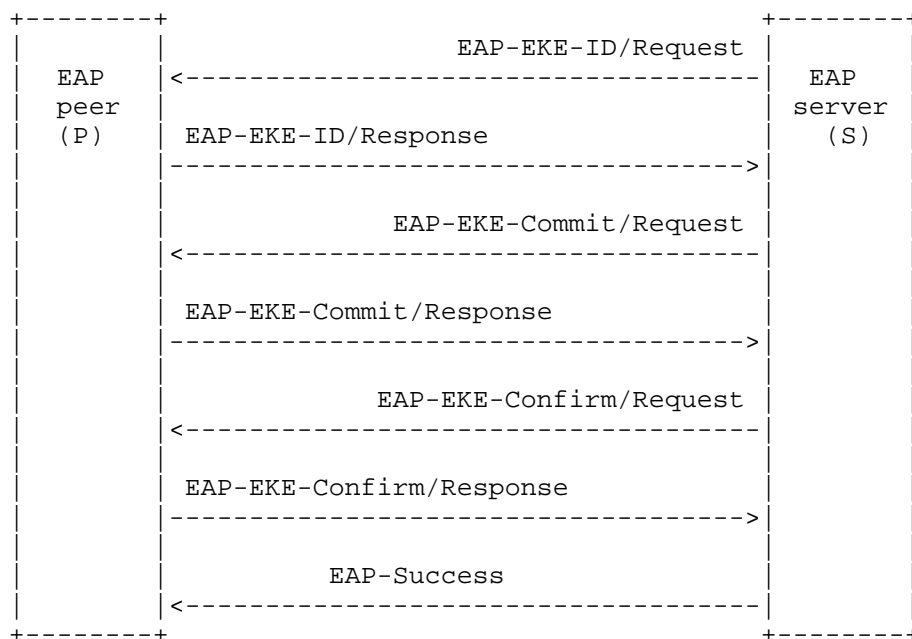 EAP-EKE-ID/Request
EAP EAP
peer server
(P) EAP-EKE-ID/Response (S)
EAP-EKE-Commit/Request
EAP-EKE-Commit/Response
EAP-EKE-Confirm/Request
EAP-EKE-Confirm/Response
EAP-Success